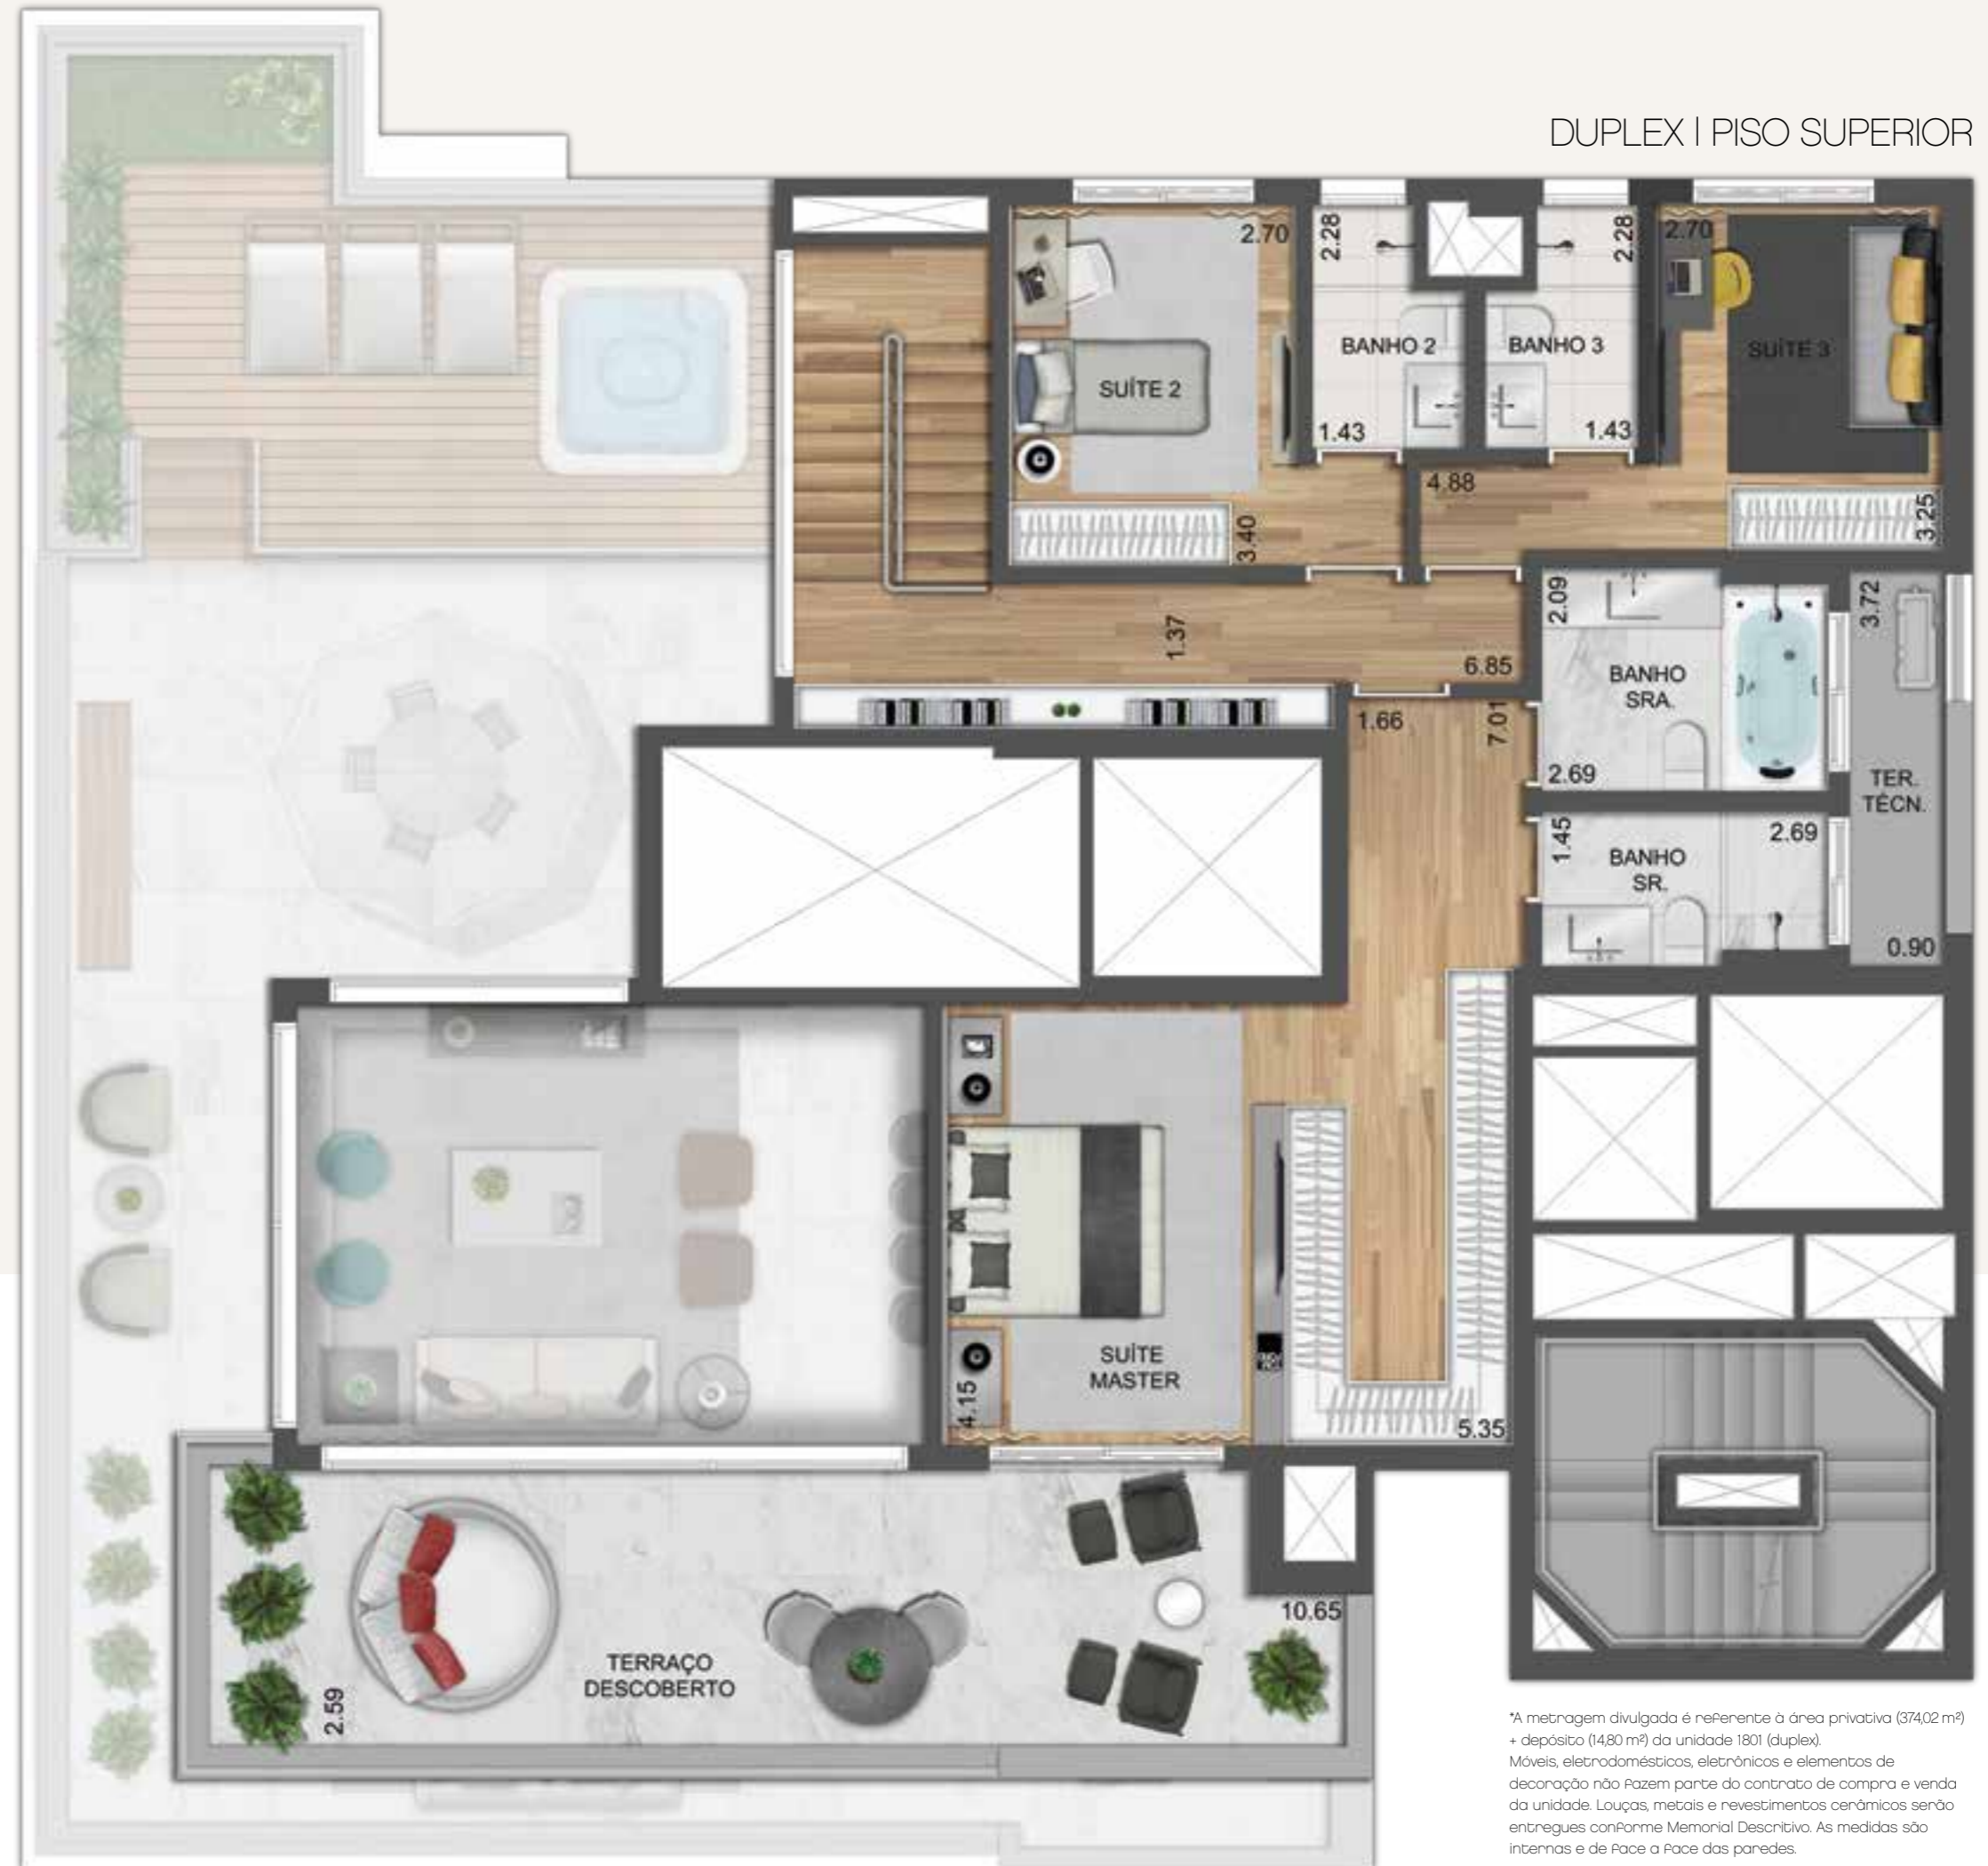 DUPLEX | PISO SUPERIOR
2.70
2.28
2.28
2.70
BANHO 2
BANHO 3
SUÍTE 3
SUÍTE 2
1.43
1.43
4.88
3.40
3.25
1.37
6.85
2.09
3.72
BANHO
SRA.
1.66
7.01
2.69
TER.
TÉCN.
1.45
2.69
BANHO
SR.
0.90
SUÍTE
MASTER
4.15
5.35
10.65
TERRAÇO
DESCOBERTO
2.59
*A metragem divulgada é referente à área privativa (374,02 m²)
+ depósito (14,80 m²) da unidade 1801 (duplex).
Móveis, eletrodomésticos, eletrônicos e elementos de
decoração não fazem parte do contrato de compra e venda
da unidade. Louças, metais e revestimentos cerâmicos serão
entregues conforme Memorial Descritivo. As medidas são
internas e de face a face das paredes.